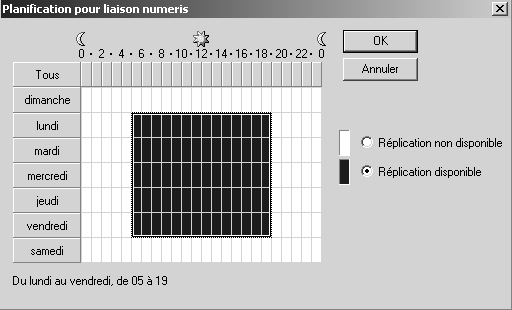 Planification pour liaison numeris
OK
0 · 2 · 4 · 6 · 8 · 10 · 12 · 14 · 16 · 18 · 20 · 22 · 0
Annuler
Tous
dimanche
lundi
Réplication non disponible
mardi
mercredi
Réplication disponible
jeudi
vendredi
samedi
Du lundi au vendredi, de 05 à 19